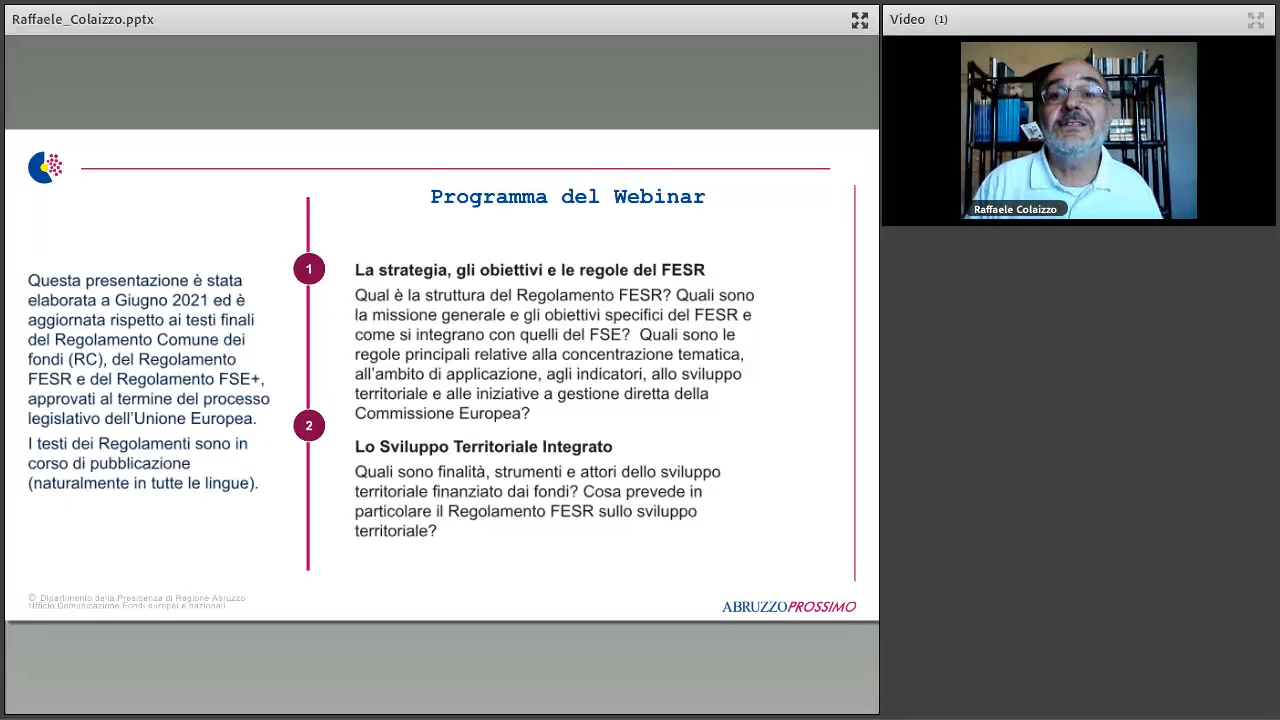 Raffaele_Colaizzo.pptx
Video (1)
Raffaele Colaizzo
Programma del Webinar
Questa presentazione è stata
elaborata a Giugno 2021 ed è
aggiornata rispetto ai testi finali
del Regolamento Comune dei
fondi (RC), del Regolamento
FESR e del Regolamento FSE+,
approvati al termine del processo
legislativo dell'Unione Europea.
I testi dei Regolamenti sono in
corso di pubblicazione
(naturalmente in tutte le lingue).
1
La strategia, gli obiettivi e le regole del FESR
Qual è la struttura del Regolamento FESR? Quali sono
la missione generale e gli obiettivi specifici del FESR e
come si integrano con quelli del FSE? Quali sono le
regole principali relative alla concentrazione tematica,
all'ambito di applicazione, agli indicatori, allo sviluppo
territoriale e alle iniziative a gestione diretta della
Commissione Europea?
2
Lo Sviluppo Territoriale Integrato
Quali sono finalità, strumenti e attori dello sviluppo
territoriale finanziato dai fondi? Cosa prevede in
particolare il Regolamento FESR sullo sviluppo
territoriale?
© Dipartimento della Presidenza di Regione Abruzzo
Ufficio Comunicazione Fondi europei e nazionali
ABRUZZOPROSSIMO